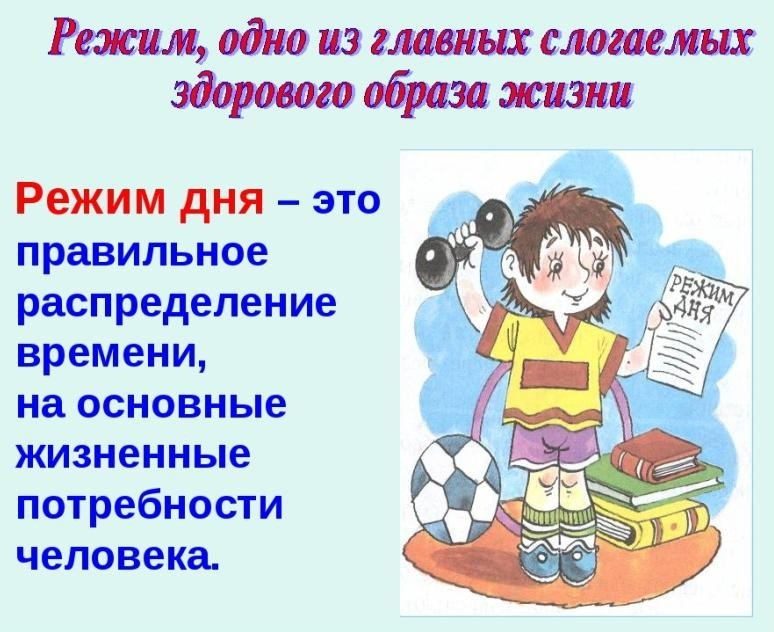 Режим, одно из главных слогаемых
здорового образа жизни
Режим дня – это
правильное
распределение
времени,
на основные
жизненные
потребности
человека.
РЕЖИМ
ДНЯ